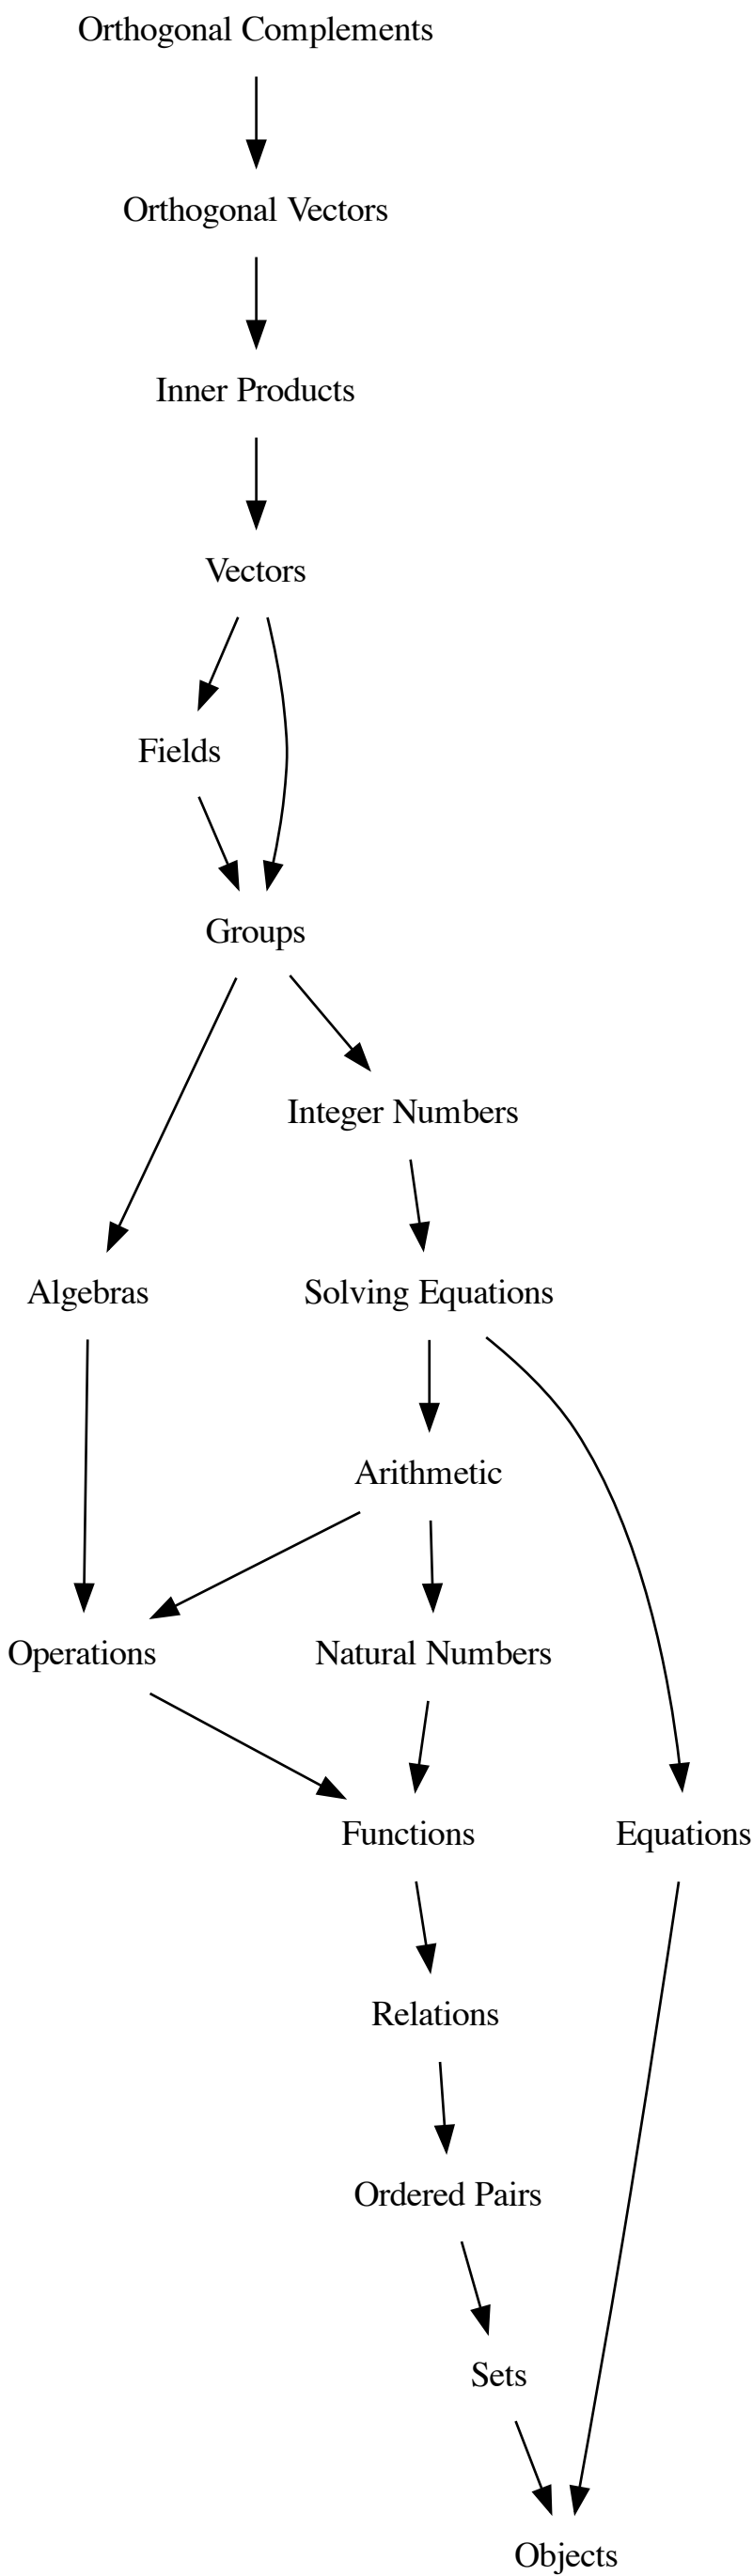 Orthogonal Complements
Orthogonal Vectors
Inner Products
Vectors
Fields
Groups
Integer Numbers
Algebras
Solving Equations
Arithmetic
Operations
Natural Numbers
Functions
Equations
Relations
Ordered Pairs
Sets
Objects